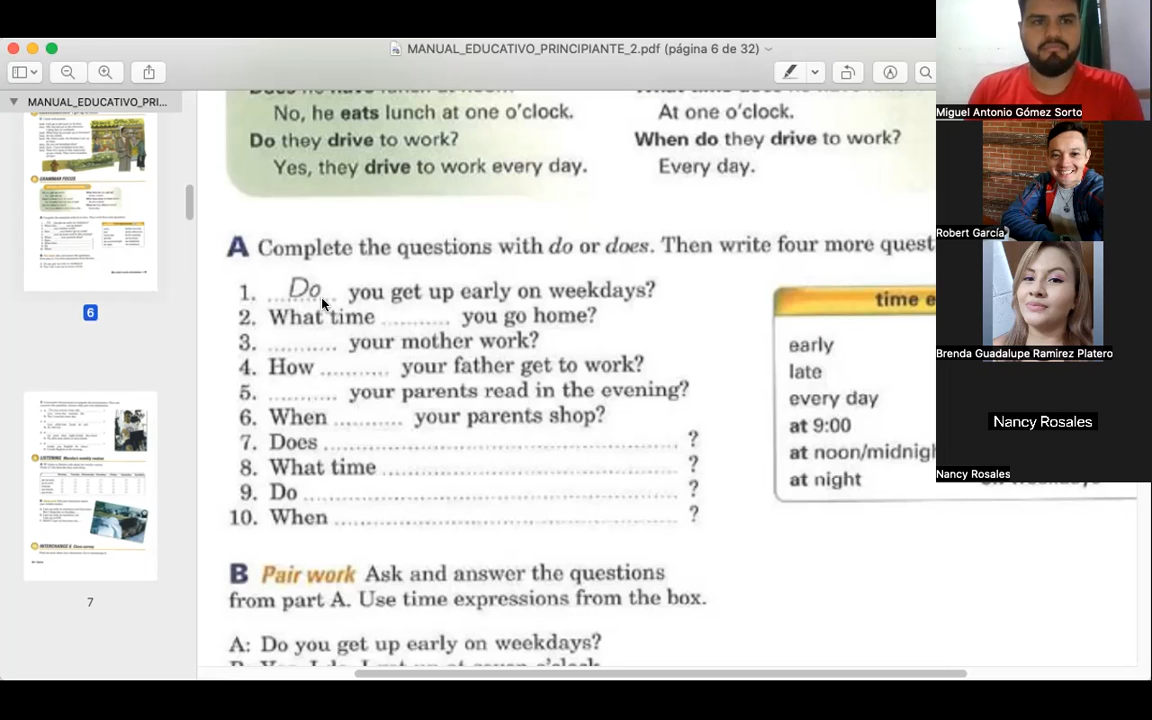 MANUAL_EDUCATIVO_PRINCIPIANTE_2.pdf (página 6 de 32)
MANUAL_EDUCATIVO_PRI...
GRAMMAR FOCUS
6
LISTENING
INTERCHANGE
7
No, he eats lunch at one o'clock.
Do they drive to work?
Yes, they drive to work every day.
At one o'clock.
When do they drive to work?
Every day.
A Complete the questions with do or does. Then write four more quest
1. Do you get up early on weekdays?
2. What time .......... you go home?
3. .......... your mother work?
4. How .......... your father get to work?
5. .......... your parents read in the evening?
6. When .......... your parents shop?
7. Does .......... ?
8. What time .......... ?
9. Do .......... ?
10. When .......... ?
time e
early
late
every day
at 9:00
at noon/midnigh
at night
B Pair work Ask and answer the questions
from part A. Use time expressions from the box.
A: Do you get up early on weekdays?
Miguel Antonio Gómez Sorto
Robert García
Brenda Guadalupe Ramirez Platero
Nancy Rosales
Nancy Rosales